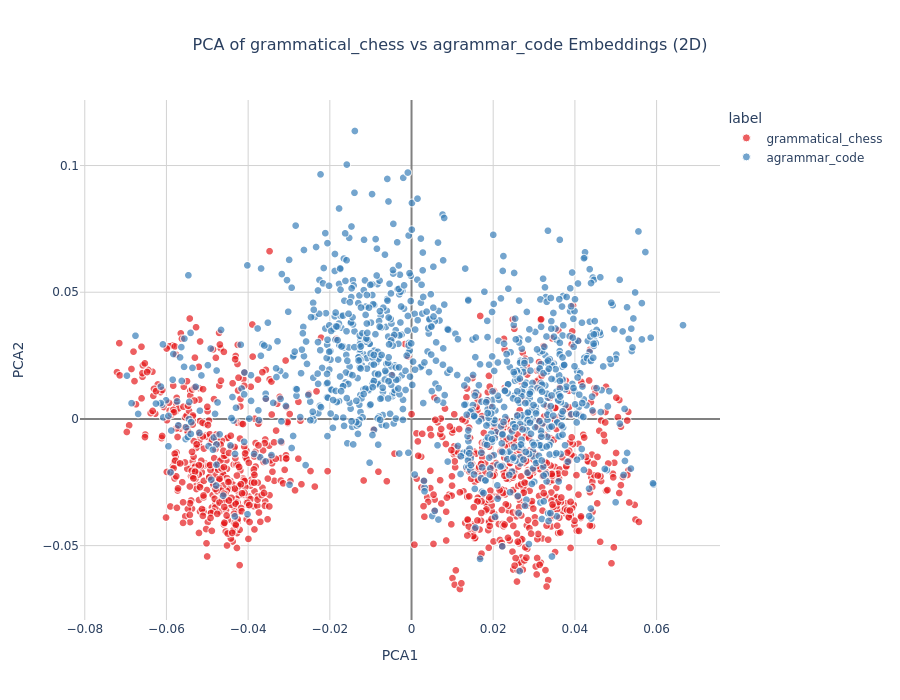 PCA of grammatical_chess vs agrammar_code Embeddings (2D)
label
grammatical_chess
agrammar_code
0.1
0.05
0
−0.05
PCA2
−0.08
−0.06
−0.04
−0.02
0
0.02
0.04
0.06
PCA1